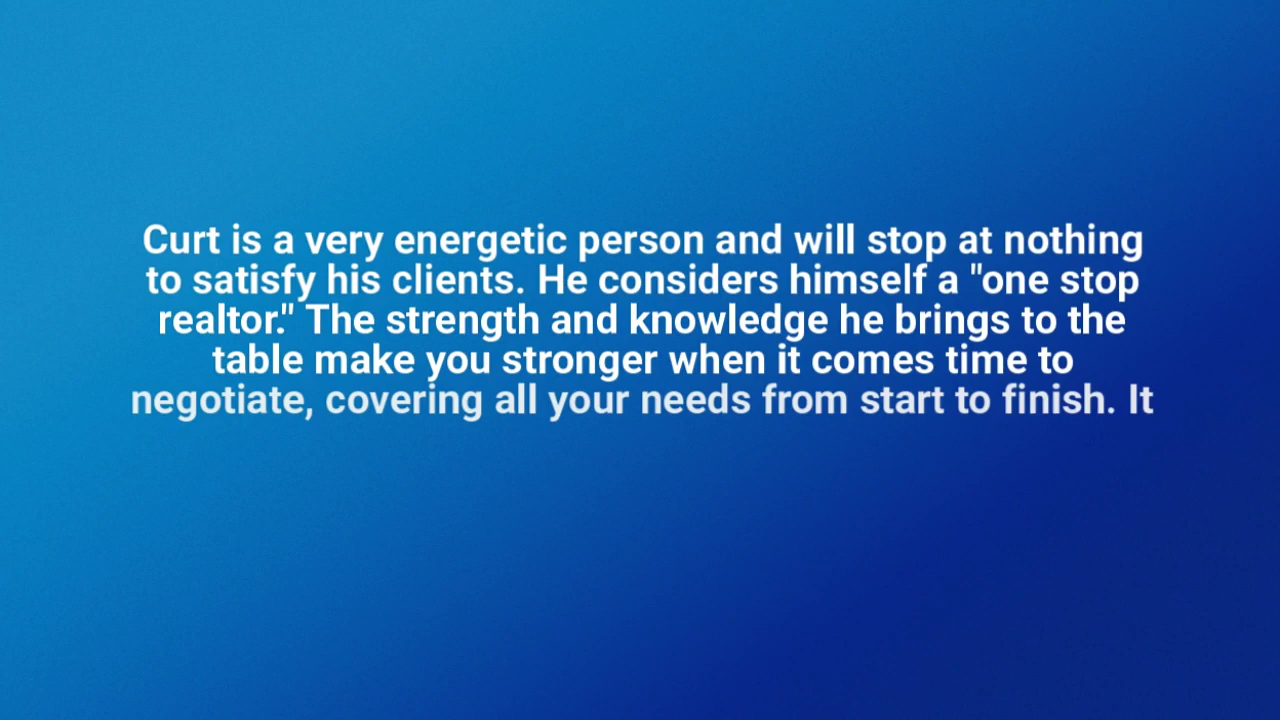 Curt is a very energetic person and will stop at nothing
to satisfy his clients. He considers himself a "one stop
realtor." The strength and knowledge he brings to the
table make you stronger when it comes time to
negotiate, covering all your needs from start to finish. It